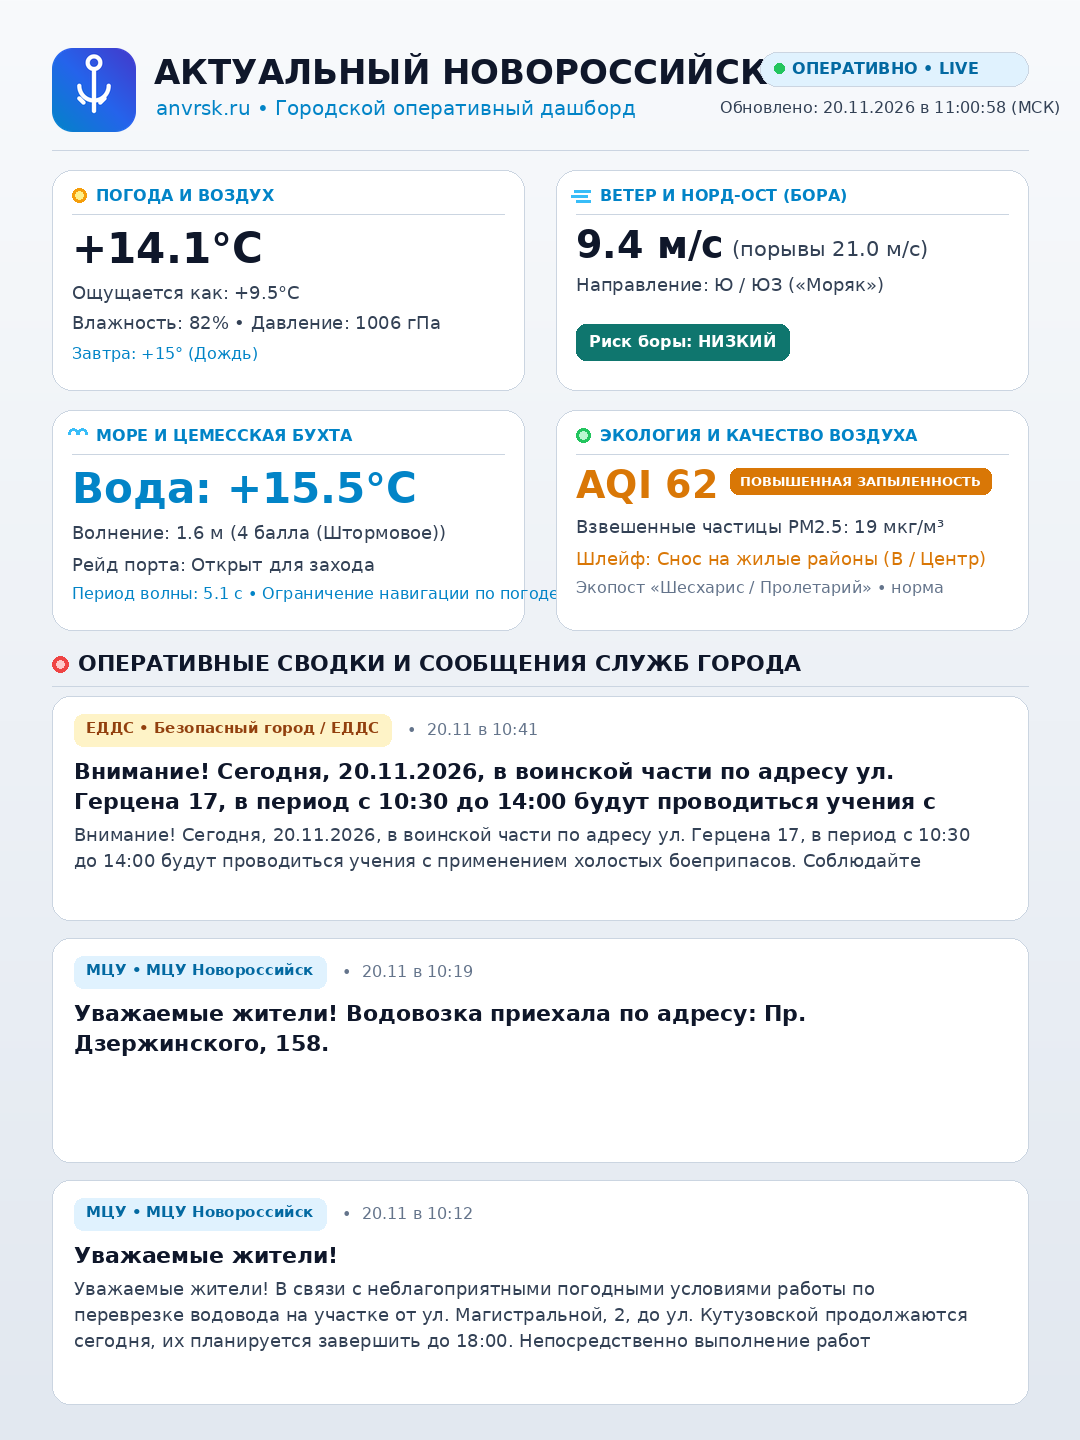 АКТУАЛЬНЫЙ НОВОРОССИЙСК
ОПЕРАТИВНО • LIVE
anvrsk.ru • Городской оперативный дашборд
Обновлено: 20.11.2026 в 11:00:58 (МСК)
ПОГОДА И ВОЗДУХ
+14.1°C
Ощущается как: +9.5°C
Влажность: 82% • Давление: 1006 гПа
Завтра: +15° (Дождь)
ВЕТЕР И НОРД-ОСТ (БОРА)
9.4 м/с (порывы 21.0 м/с)
Направление: Ю / ЮЗ («Моряк»)
Риск боры: НИЗКИЙ
МОРЕ И ЦЕМЕССКАЯ БУХТА
Вода: +15.5°C
Волнение: 1.6 м (4 балла (Штормовое))
Рейд порта: Открыт для захода
Период волны: 5.1 с • Ограничение навигации по погоде
ЭКОЛОГИЯ И КАЧЕСТВО ВОЗДУХА
AQI 62 ПОВЫШЕННАЯ ЗАПЫЛЕННОСТЬ
Взвешенные частицы PM2.5: 19 мкг/м³
Шлейф: Снос на жилые районы (В / Центр)
Экопост «Шесхарис / Пролетарий» • норма
ОПЕРАТИВНЫЕ СВОДКИ И СООБЩЕНИЯ СЛУЖБ ГОРОДА
ЕДДС • Безопасный город / ЕДДС • 20.11 в 10:41
Внимание! Сегодня, 20.11.2026, в воинской части по адресу ул.
Герцена 17, в период с 10:30 до 14:00 будут проводиться учения с
Внимание! Сегодня, 20.11.2026, в воинской части по адресу ул. Герцена 17, в период с 10:30
до 14:00 будут проводиться учения с применением холостых боеприпасов. Соблюдайте
МЦУ • МЦУ Новороссийск • 20.11 в 10:19
Уважаемые жители! Водовозка приехала по адресу: Пр.
Дзержинского, 158.
МЦУ • МЦУ Новороссийск • 20.11 в 10:12
Уважаемые жители!
Уважаемые жители! В связи с неблагоприятными погодными условиями работы по
переврезке водовода на участке от ул. Магистральной, 2, до ул. Кутузовской продолжаются
сегодня, их планируется завершить до 18:00. Непосредственно выполнение работ